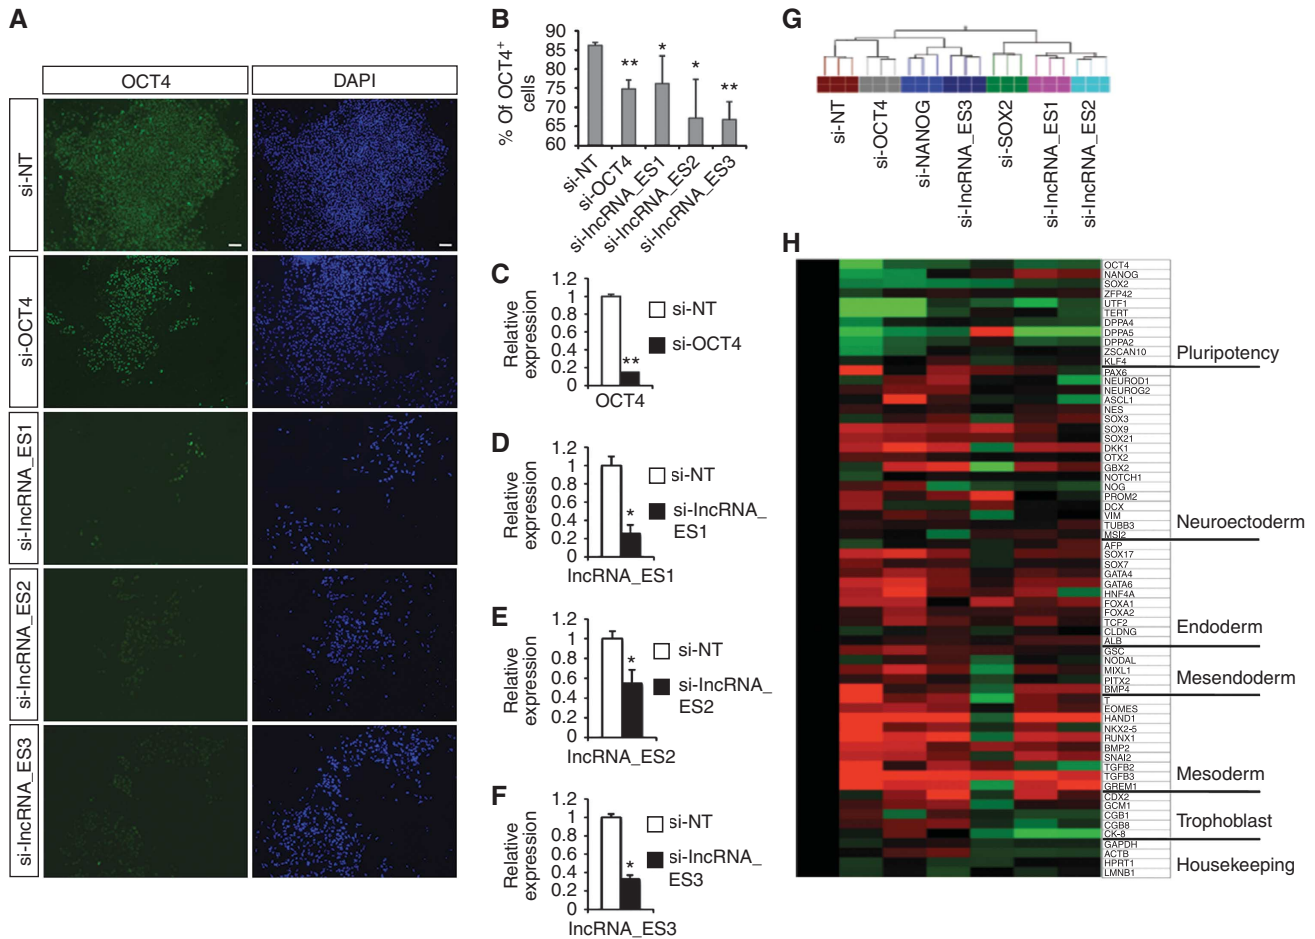 A
OCT4
DAPI
si-NT
si-OCT4
si-lncRNA_ES1
si-lncRNA_ES2
si-lncRNA_ES3
B
% Of OCT4+
cells
90
85
80
75
70
65
60
**
*
*
**
si-NT
si-OCT4
si-lncRNA_ES1
si-lncRNA_ES2
si-lncRNA_ES3
C
Relative
expression
1.2
1
0.8
0.6
0.4
0.2
0
**
si-NT
si-OCT4
OCT4
D
Relative
expression
1.2
1
0.8
0.6
0.4
0.2
0
*
si-NT
si-lncRNA_
ES1
lncRNA_ES1
E
Relative
expression
1.2
1
0.8
0.6
0.4
0.2
0
*
si-NT
si-lncRNA_
ES2
lncRNA_ES2
F
Relative
expression
1.2
1
0.8
0.6
0.4
0.2
0
*
si-NT
si-lncRNA_
ES3
lncRNA_ES3
G
si-NT
si-OCT4
si-NANOG
si-lncRNA_ES3
si-SOX2
si-lncRNA_ES1
si-lncRNA_ES2
H
OCT4
NANOG
SOX2
ZFP42
UTF1
TERT
DPPA4
DPPA5
DPPA2
ZSCAN10
KLF4
Pluripotency
PAX6
NEUROD1
NEUROG2
ASCL1
NES
SOX3
SOX9
SOX21
DKK1
OTX2
GBX2
NOTCH1
NOG
PROM2
DCX
VIM
TUBB3
MSI2
Neuroectoderm
AFP
SOX17
SOX7
GATA4
GATA6
HNF4A
FOXA1
FOXA2
TCF2
CLDNG
ALB
Endoderm
GSC
NODAL
MIXL1
PITX2
BMP4
Mesendoderm
T
EOMES
HAND1
NKX2-5
RUNX1
BMP2
SNAI2
TGFB2
TGFB3
GREM1
Mesoderm
CDX2
GCM1
CGB1
CGB8
CK-8
Trophoblast
GAPDH
ACTB
HPRT1
LMNB1
Housekeeping